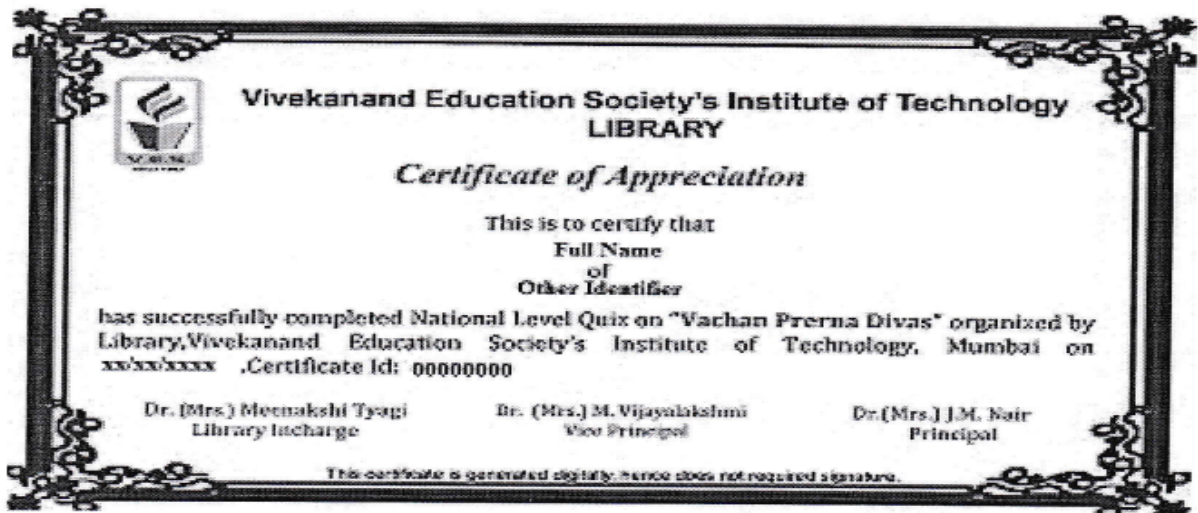 Vivekanand Education Society's Institute of Technology
LIBRARY
Certificate of Appreciation
This is to certify that
Full Name
of
Other Identifier
has successfully completed National Level Quiz on "Vachan Prerna Divas" organized by
Library,Vivekanand Education Society's Institute of Technology, Mumbai on
xx/xx/xxxx .Certificate Id: 00000000
Dr. (Mrs.) Meenakshi Tyagi
Library Incharge
Dr. (Mrs.) M. Vijayalakshmi
Vice Principal
Dr.(Mrs.) J.M. Nair
Principal
This certificate is generated digitally, hence does not required signature.